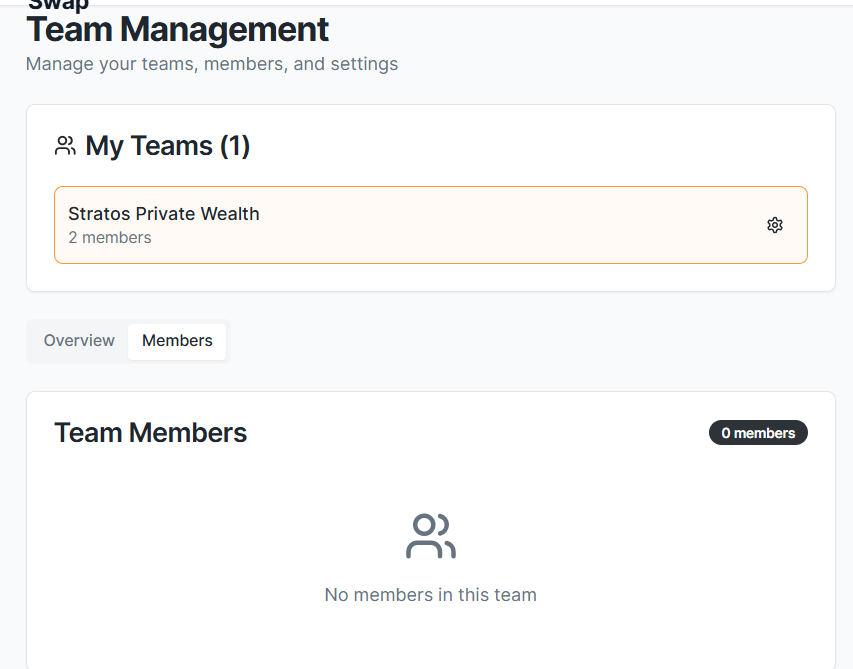 Swap
Team Management
Manage your teams, members, and settings
My Teams (1)
Stratos Private Wealth
2 members
Overview
Members
Team Members
0 members
No members in this team